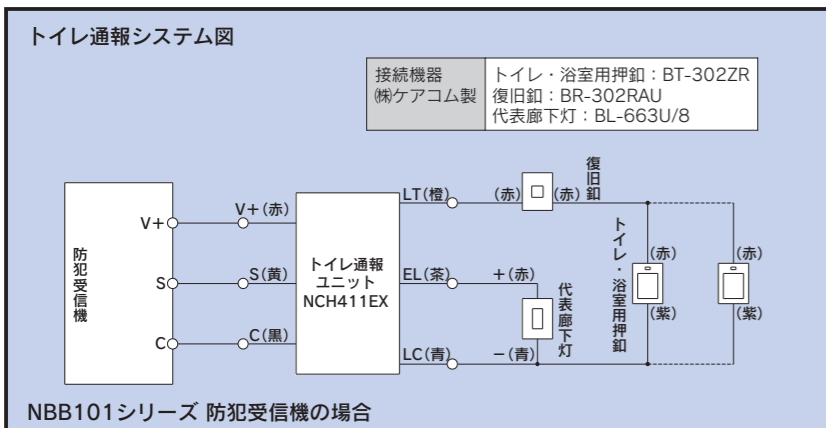 トイレ通報システム図
接続機器
㈱ケアコム製
トイレ・浴室用押釦：BT-302ZR
復旧釦：BR-302RAU
代表廊下灯：BL-663U/8
防犯受信機
V+
S
C
V+(赤)
S(黄)
C(黒)
トイレ通報
ユニット
NCH411EX
LT(橙)
EL(茶)
LC(青)
(赤)
(赤)
復旧釦
+(赤)
−(青)
代表廊下灯
トイレ・浴室用押釦
(赤)
(紫)
(赤)
(紫)
NBB101シリーズ 防犯受信機の場合